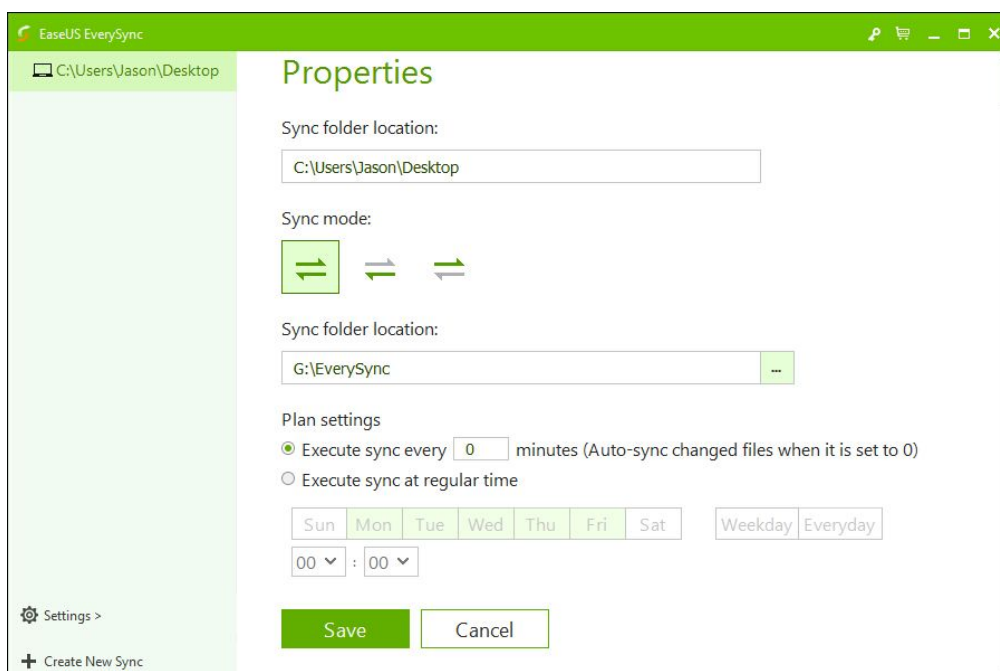 EaseUS EverySync
C:\Users\Jason\Desktop
Properties
Sync folder location:
C:\Users\Jason\Desktop
Sync mode:
Sync folder location:
G:\EverySync
...
Plan settings
Execute sync every 0 minutes (Auto-sync changed files when it is set to 0)
Execute sync at regular time
Sun Mon Tue Wed Thu Fri Sat Weekday Everyday
00 : 00
Settings >
Save Cancel
Create New Sync